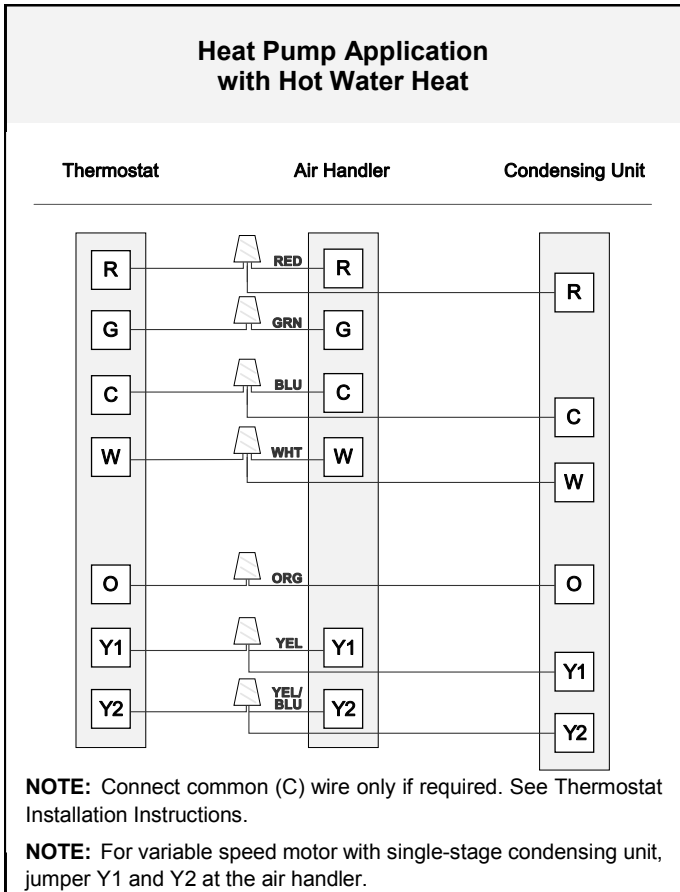 Heat Pump Application
with Hot Water Heat
Thermostat Air Handler Condensing Unit
R RED R
R
G GRN G
C BLU C
C
W WHT W
W
O ORG O
Y1 YEL Y1
Y1
Y2 YEL/
BLU Y2
Y2
NOTE: Connect common (C) wire only if required. See Thermostat
Installation Instructions.
NOTE: For variable speed motor with single-stage condensing unit,
jumper Y1 and Y2 at the air handler.